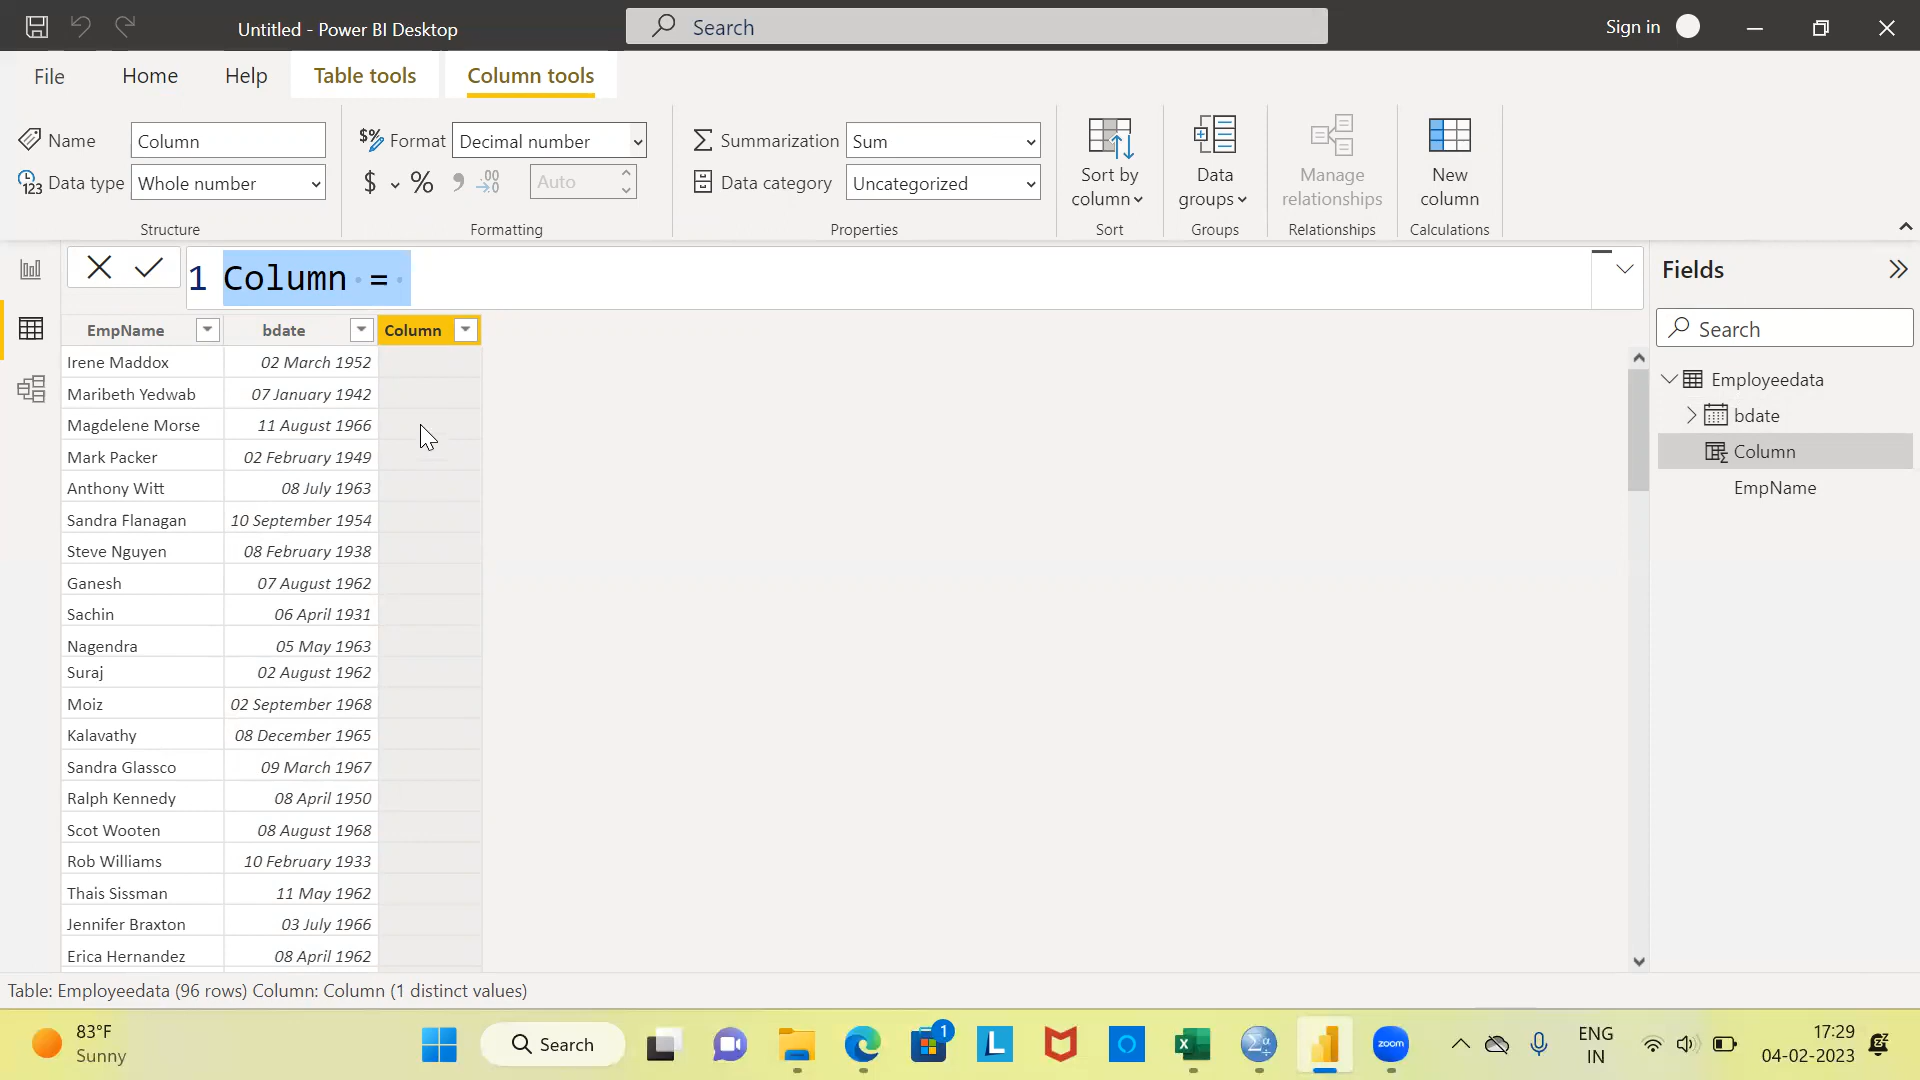 Untitled - Power BI Desktop
Search
Sign in
File
Home
Help
Table tools
Column tools
Name
Column
Data type
Whole number
Structure
$% Format
Decimal number
$ % 9 .00
Auto
Formatting
Summarization
Sum
Data category
Uncategorized
Properties
Sort by
column
Sort
Data
groups
Groups
Manage
relationships
Relationships
New
column
Calculations
1 Column =
Fields
Search
Employeedata
bdate
Column
EmpName
EmpName bdate Column
Irene Maddox 02 March 1952
Maribeth Yedwab 07 January 1942
Magdelene Morse 11 August 1966
Mark Packer 02 February 1949
Anthony Witt 08 July 1963
Sandra Flanagan 10 September 1954
Steve Nguyen 08 February 1938
Ganesh 07 August 1962
Sachin 06 April 1931
Nagendra 05 May 1963
Suraj 02 August 1962
Moiz 02 September 1968
Kalavathy 08 December 1965
Sandra Glassco 09 March 1967
Ralph Kennedy 08 April 1950
Scot Wooten 08 August 1968
Rob Williams 10 February 1933
Thais Sissman 11 May 1962
Jennifer Braxton 03 July 1966
Erica Hernandez 08 April 1962
Table: Employeedata (96 rows) Column: Column (1 distinct values)
83°F
Sunny
Search
1
L
zoom
ENG
IN
17:29
04-02-2023